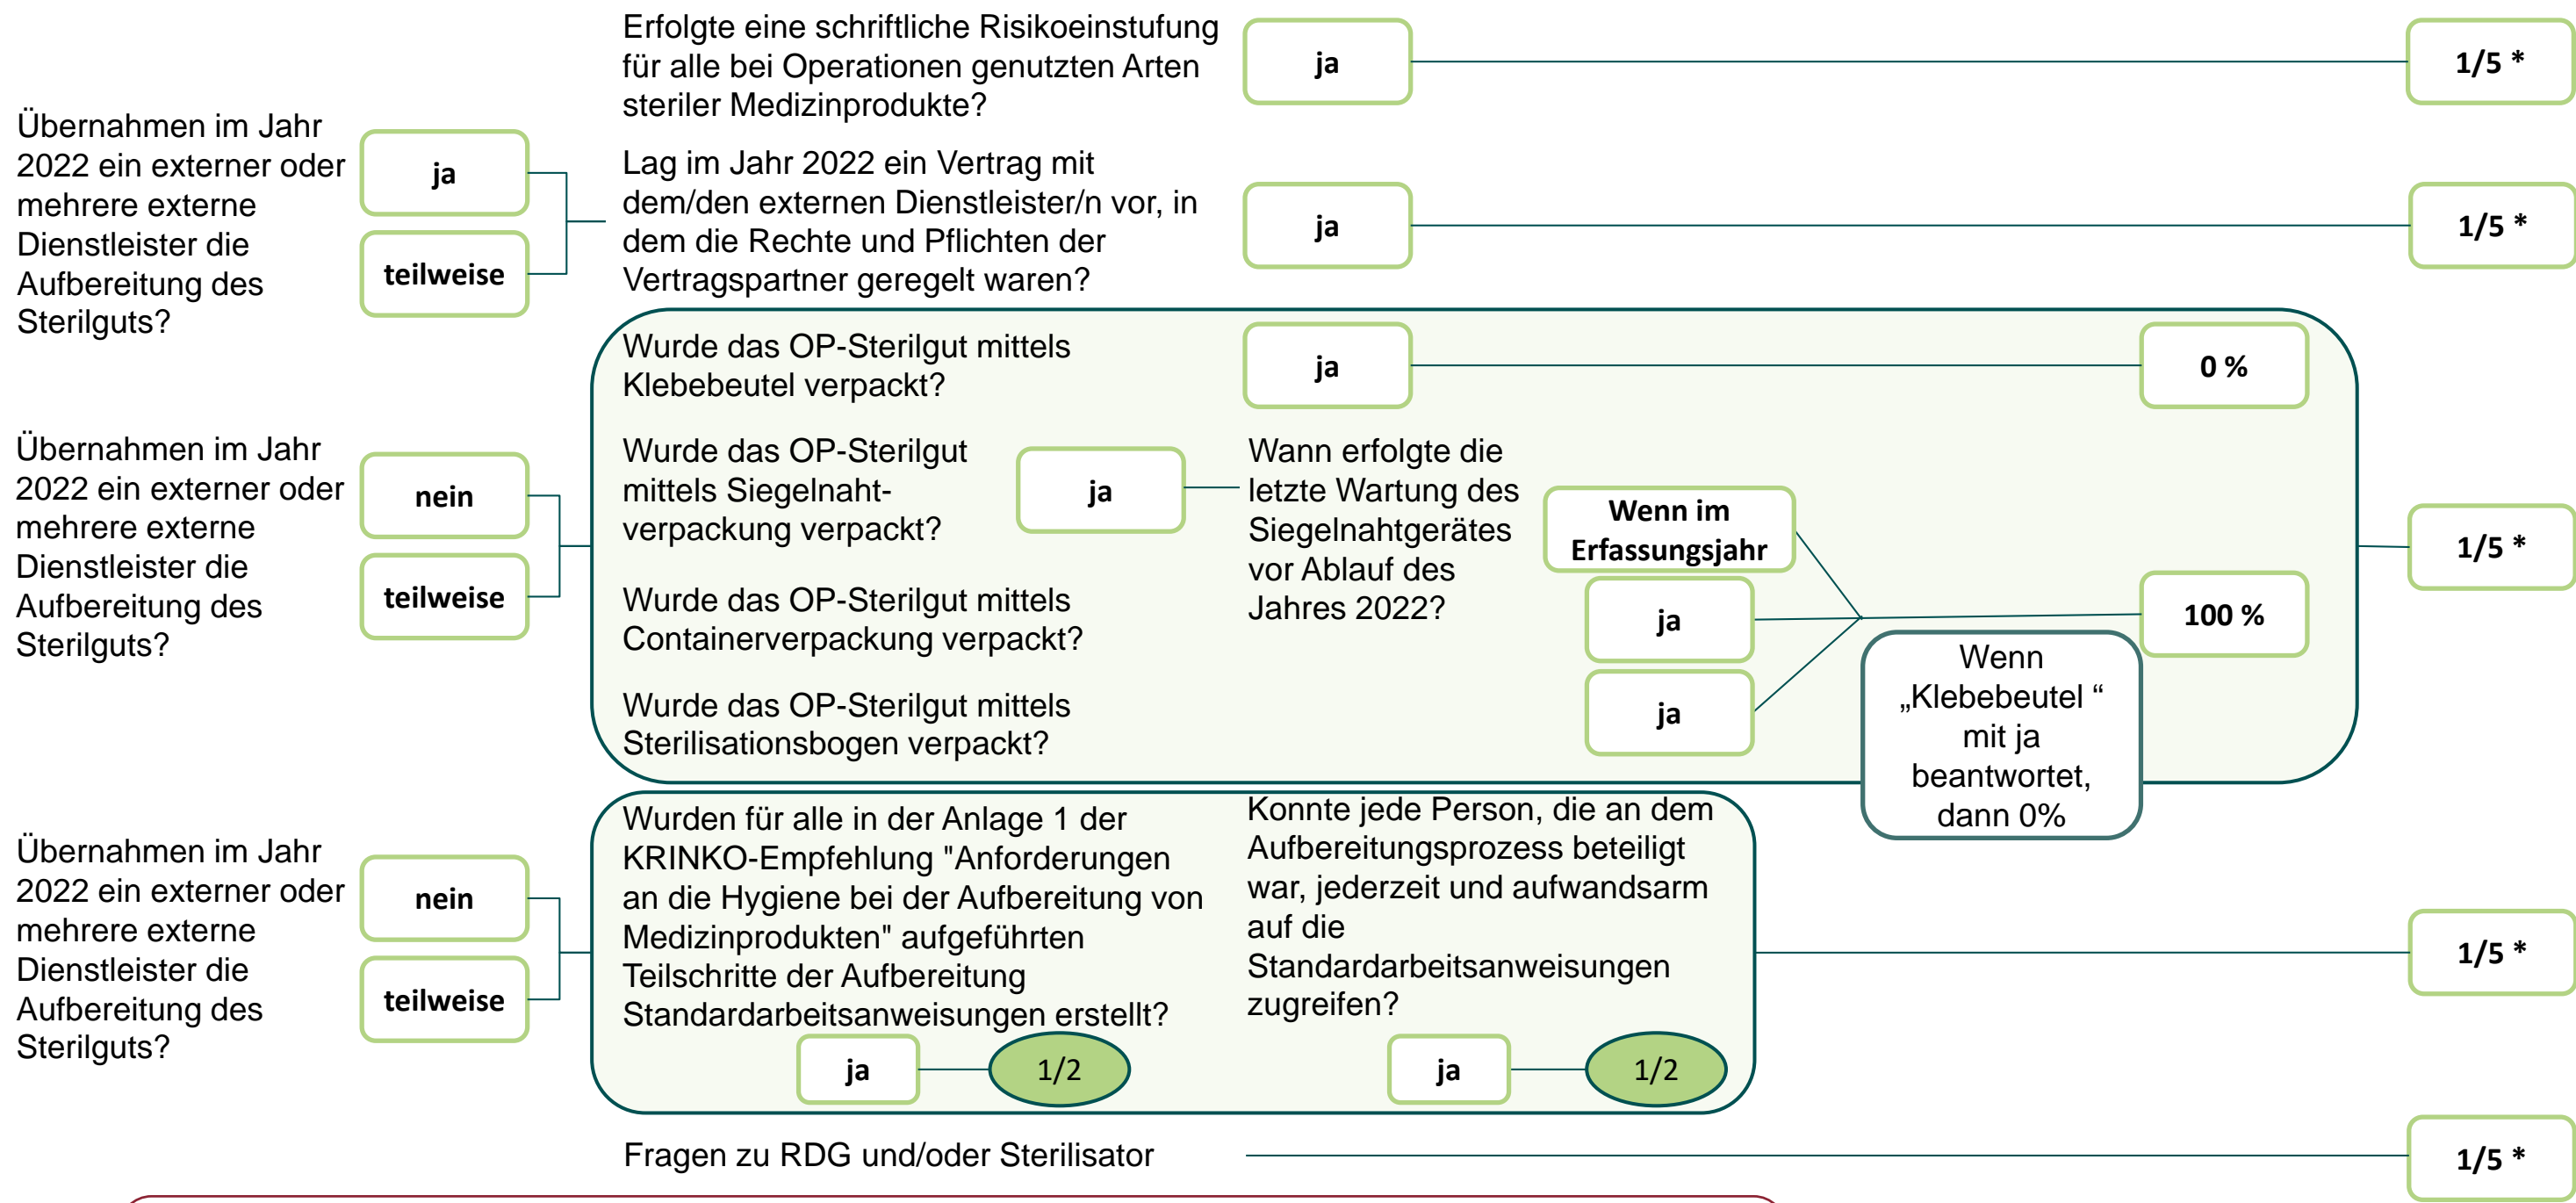 Erfolgte eine schriftliche Risikoeinstufung
für alle bei Operationen genutzten Arten
steriler Medizinprodukte?
ja
1/5 *
Übernahmen im Jahr
2022 ein externer oder
mehrere externe
Dienstleister die
Aufbereitung des
Sterilguts?
ja
teilweise
Lag im Jahr 2022 ein Vertrag mit
dem/den externen Dienstleister/n vor, in
dem die Rechte und Pflichten der
Vertragspartner geregelt waren?
ja
1/5 *
Übernahmen im Jahr
2022 ein externer oder
mehrere externe
Dienstleister die
Aufbereitung des
Sterilguts?
nein
teilweise
Wurde das OP-Sterilgut mittels
Klebebeutel verpackt?
ja
0 %
Wurde das OP-Sterilgut
mittels Siegelnaht-
verpackung verpackt?
ja
Wann erfolgte die
letzte Wartung des
Siegelnahtgerätes
vor Ablauf des
Jahres 2022?
Wenn im
Erfassungsjahr
Wurde das OP-Sterilgut mittels
Containerverpackung verpackt?
ja
100 %
Wurde das OP-Sterilgut mittels
Sterilisationsbogen verpackt?
ja
Wenn
„Klebebeutel “
mit ja
beantwortet,
dann 0%
1/5 *
Übernahmen im Jahr
2022 ein externer oder
mehrere externe
Dienstleister die
Aufbereitung des
Sterilguts?
nein
teilweise
Wurden für alle in der Anlage 1 der
KRINKO-Empfehlung "Anforderungen
an die Hygiene bei der Aufbereitung von
Medizinprodukten" aufgeführten
Teilschritte der Aufbereitung
Standardarbeitsanweisungen erstellt?
ja
1/2
Konnte jede Person, die an dem
Aufbereitungsprozess beteiligt
war, jederzeit und aufwandsarm
auf die
Standardarbeitsanweisungen
zugreifen?
ja
1/2
1/5 *
Fragen zu RDG und/oder Sterilisator
1/5 *